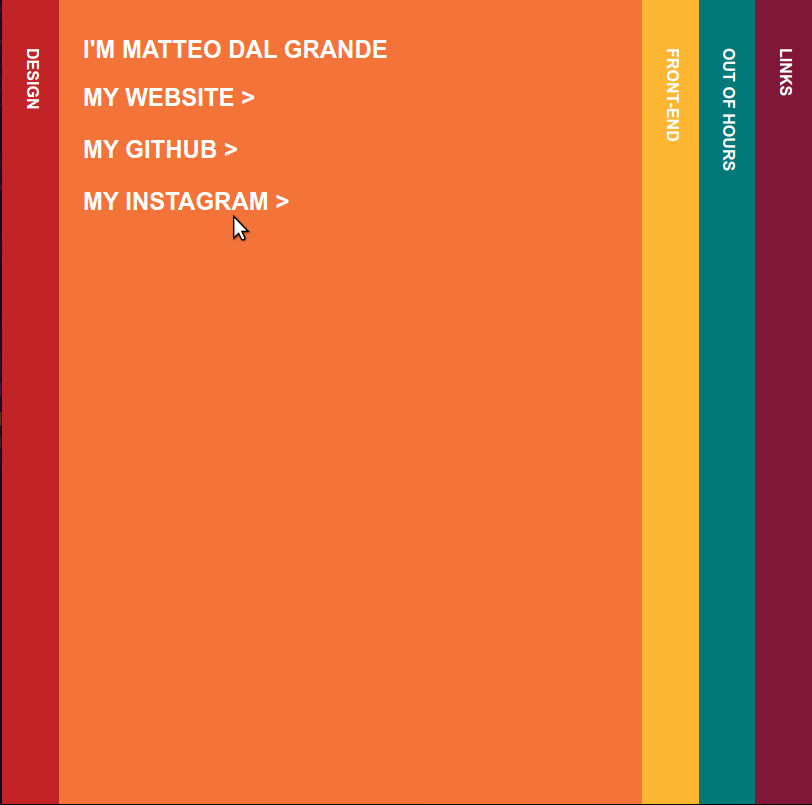 DESIGN
I'M MATTEO DAL GRANDE
MY WEBSITE >
MY GITHUB >
MY INSTAGRAM >
FRONT-END
OUT OF HOURS
LINKS